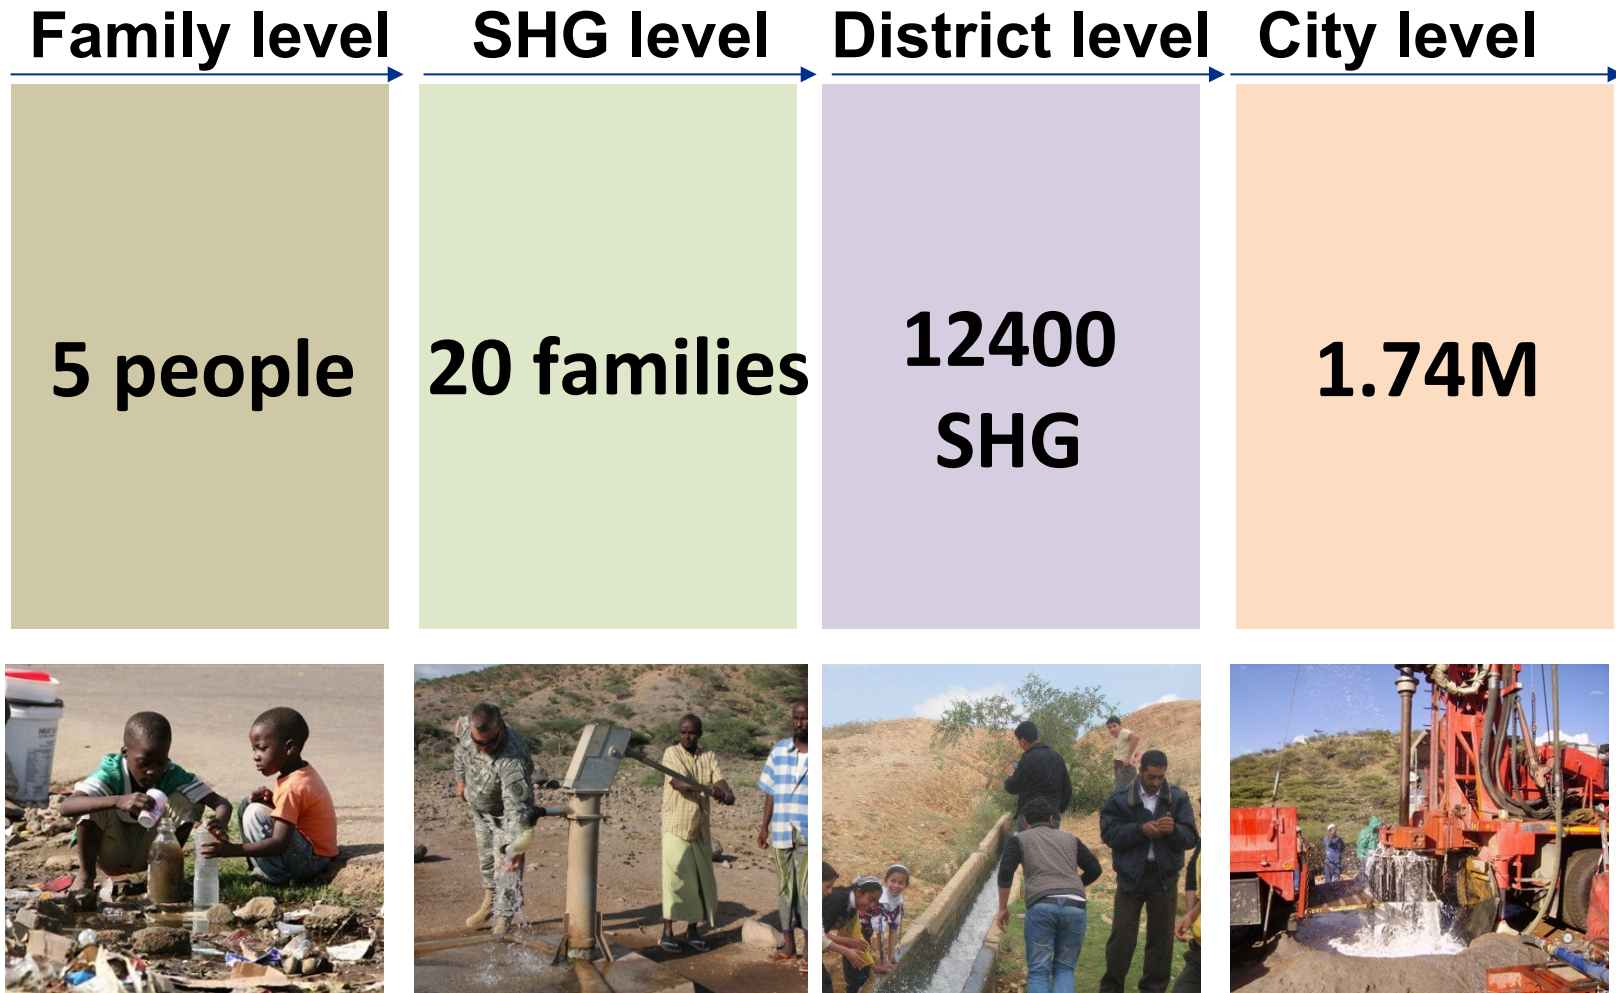 Family level
SHG level
District level
City level
5 people
20 families
12400
SHG
1.74M